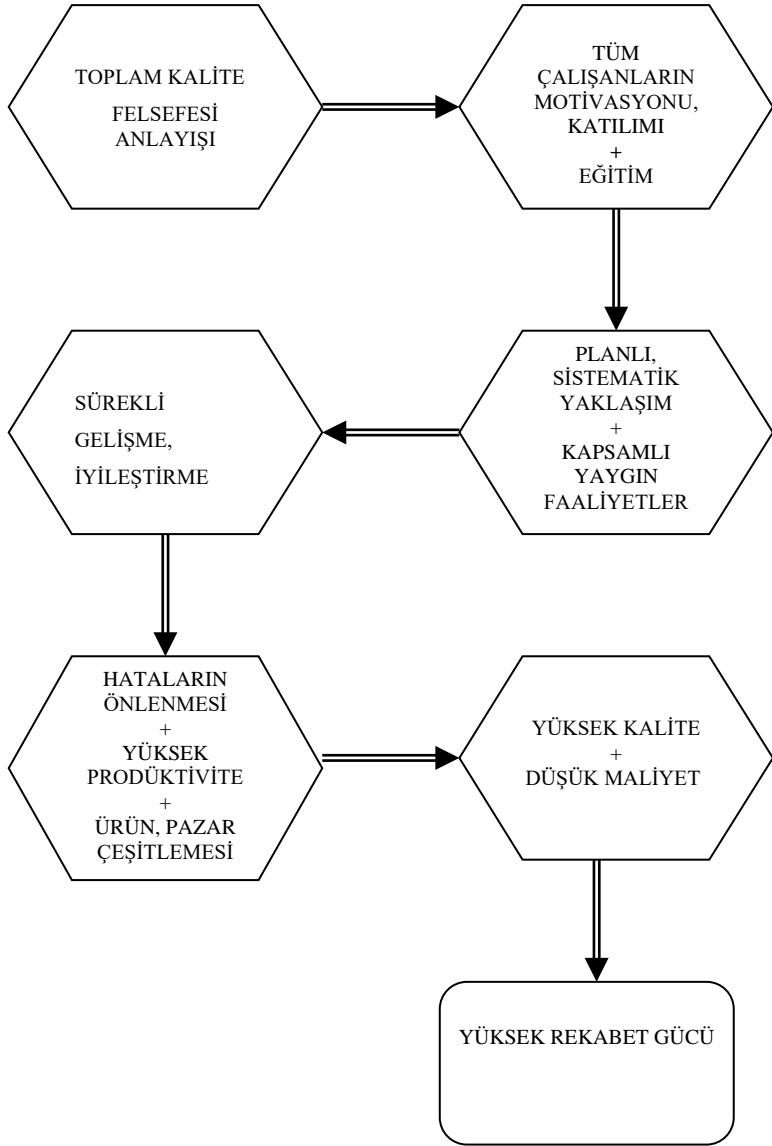 TOPLAM KALİTE
FELSEFESİ
ANLAYIŞI
TÜM
ÇALIŞANLARIN
MOTİVASYONU,
KATILIMI
+
EĞİTİM
PLANLI,
SİSTEMATİK
YAKLAŞIM
+
KAPSAMLI
YAYGIN
FAALİYETLER
SÜREKLİ
GELİŞME,
İYİLEŞTİRME
HATALARIN
ÖNLENMESİ
+
YÜKSEK
PRODÜKTİVİTE
+
ÜRÜN, PAZAR
ÇEŞİTLEMESİ
YÜKSEK KALİTE
+
DÜŞÜK MALİYET
YÜKSEK REKABET GÜCÜ